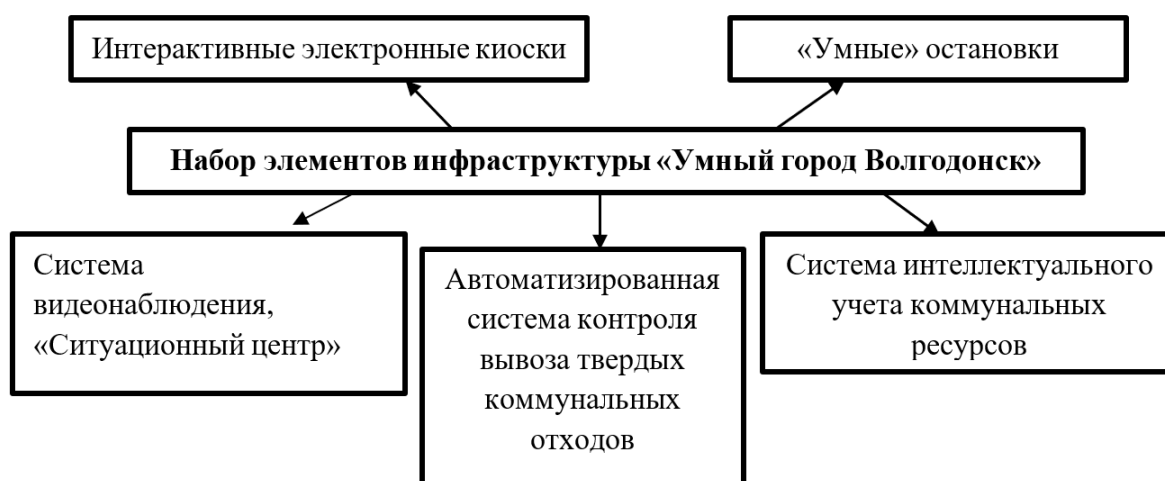 Интерактивные электронные киоски
«Умные» остановки
Набор элементов инфраструктуры «Умный город Волгодонск»
Система
видеонаблюдения,
«Ситуационный центр»
Автоматизированная
система контроля
вывоза твердых
коммунальных
отходов
Система интеллектуального
учета коммунальных
ресурсов